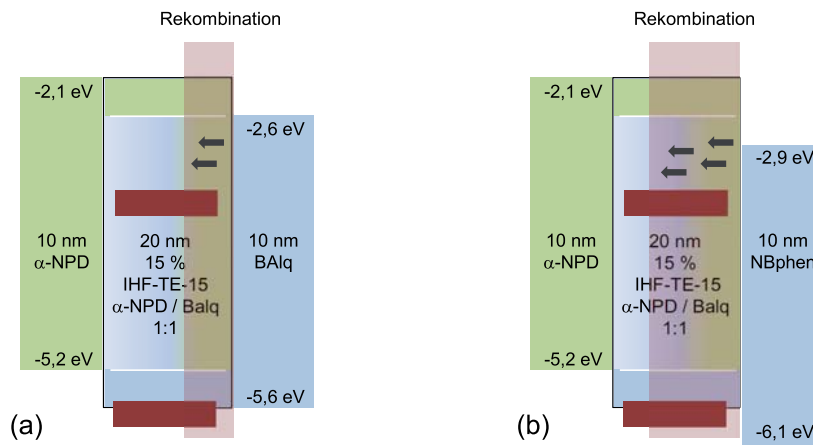 Rekombination
-2,1 eV
-2,6 eV
10 nm
α-NPD
20 nm
15 %
IHF-TE-15
α-NPD / Balq
1:1
10 nm
BAlq
-5,2 eV
-5,6 eV
(a)
Rekombination
-2,1 eV
-2,9 eV
10 nm
α-NPD
20 nm
15 %
IHF-TE-15
α-NPD / Balq
1:1
10 nm
NBphen
-5,2 eV
-6,1 eV
(b)